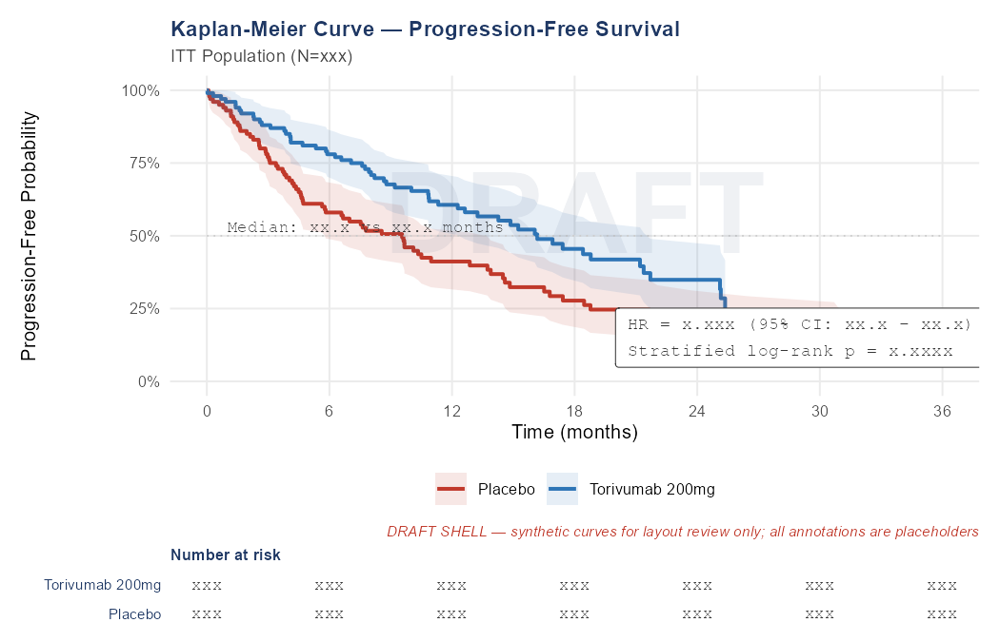 Kaplan-Meier Curve — Progression-Free Survival
ITT Population (N=xxx)
Progression-Free Probability
100%
75%
50%
25%
0%
DRAFT
Median: xx.x vs xx.x months
HR = x.xxx (95% CI: xx.x – xx.x)
Stratified log-rank p = x.xxxx
0 6 12 18 24 30 36
Time (months)
Placebo Torivumab 200mg
DRAFT SHELL — synthetic curves for layout review only; all annotations are placeholders
Number at risk
Torivumab 200mg xxx xxx xxx xxx xxx xxx xxx
Placebo xxx xxx xxx xxx xxx xxx xxx